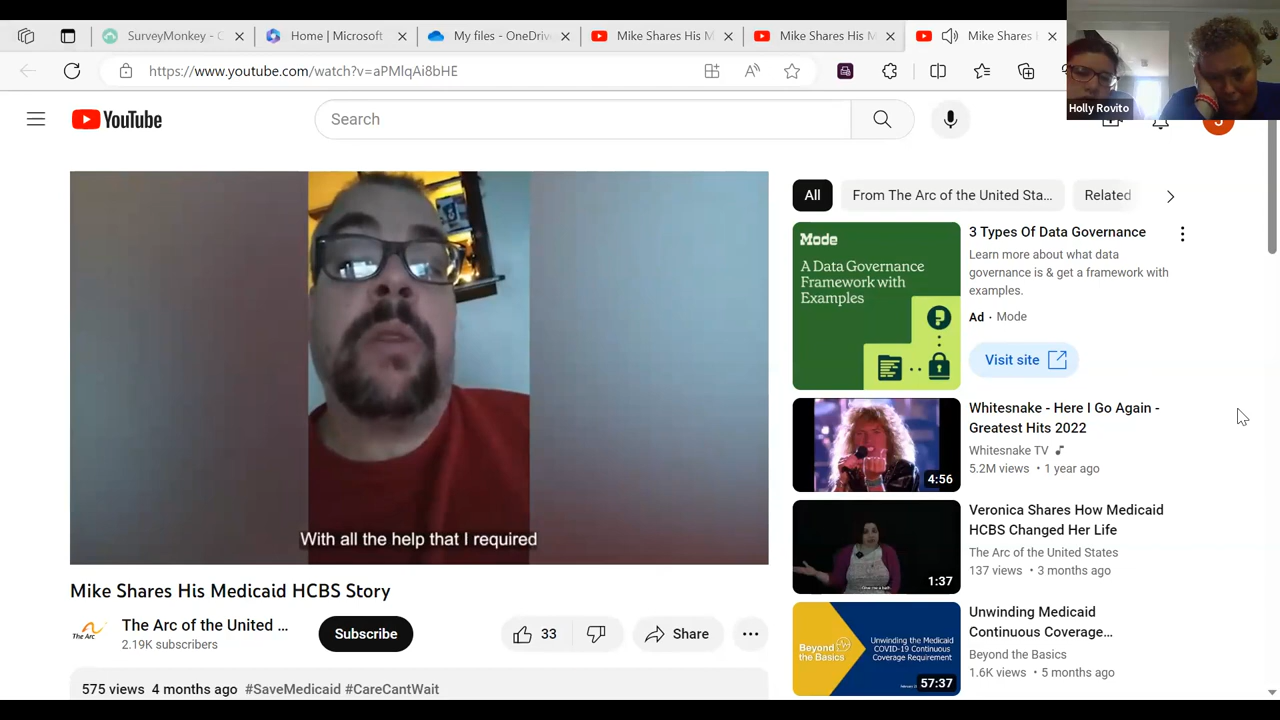 SurveyMonkey - C
Home | Microsoft
My files - OneDriv
Mike Shares His M
Mike Shares His M
Mike Shares H
https://www.youtube.com/watch?v=aPMlqAi8bHE
Holly Rovito
YouTube
Search
All
From The Arc of the United Sta...
Related
With all the help that I required
Mike Shares His Medicaid HCBS Story
The Arc
The Arc of the United ...
2.19K subscribers
Subscribe
33
Share
575 views 4 months ago #SaveMedicaid #CareCantWait
Mode
A Data Governance
Framework with
Examples
3 Types Of Data Governance
Learn more about what data
governance is & get a framework with
examples.
Ad · Mode
Visit site
4:56
Whitesnake - Here I Go Again -
Greatest Hits 2022
Whitesnake TV
5.2M views • 1 year ago
1:37
Veronica Shares How Medicaid
HCBS Changed Her Life
The Arc of the United States
137 views • 3 months ago
Beyond
the Basics
Unwinding the Medicaid
COVID-19 Continuous
Coverage Requirement
57:37
Unwinding Medicaid
Continuous Coverage...
Beyond the Basics
1.6K views • 5 months ago